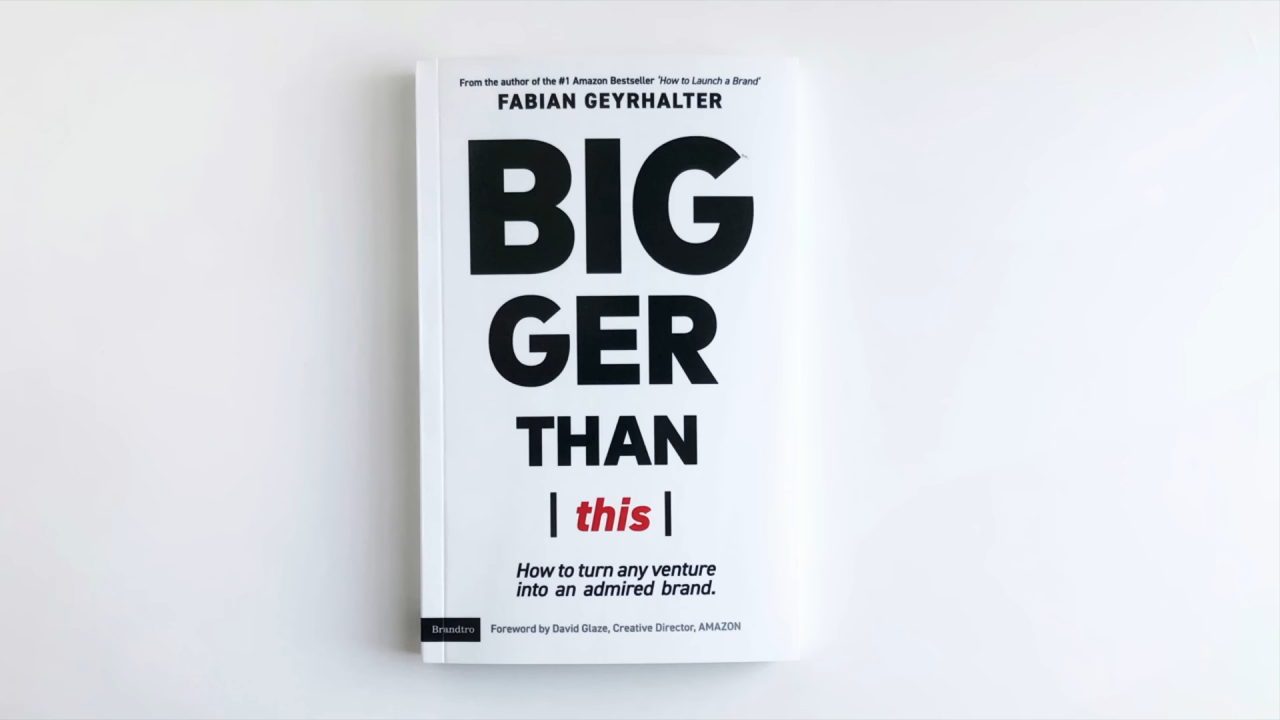 From the author of the #1 Amazon Bestseller 'How to Launch a Brand'
FABIAN GEYRHALTER
BIG
GER
THAN
| this |
How to turn any venture
into an admired brand.
Brandtro
Foreword by David Glaze, Creative Director, AMAZON